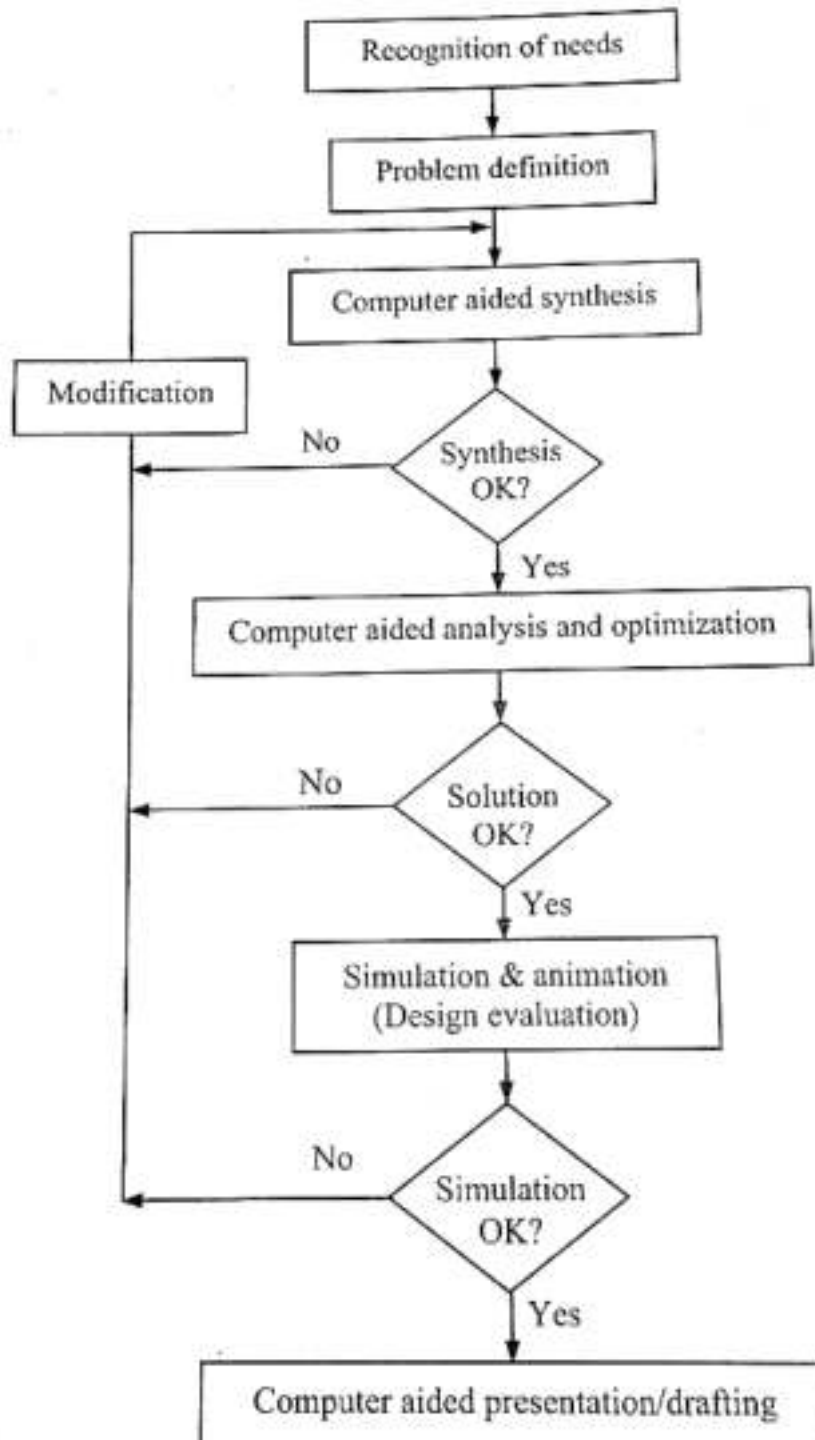 Recognition of needs
Problem definition
Computer aided synthesis
Modification
No
Synthesis
OK?
Yes
Computer aided analysis and optimization
No
Solution
OK?
Yes
Simulation & animation
(Design evaluation)
No
Simulation
OK?
Yes
Computer aided presentation/drafting